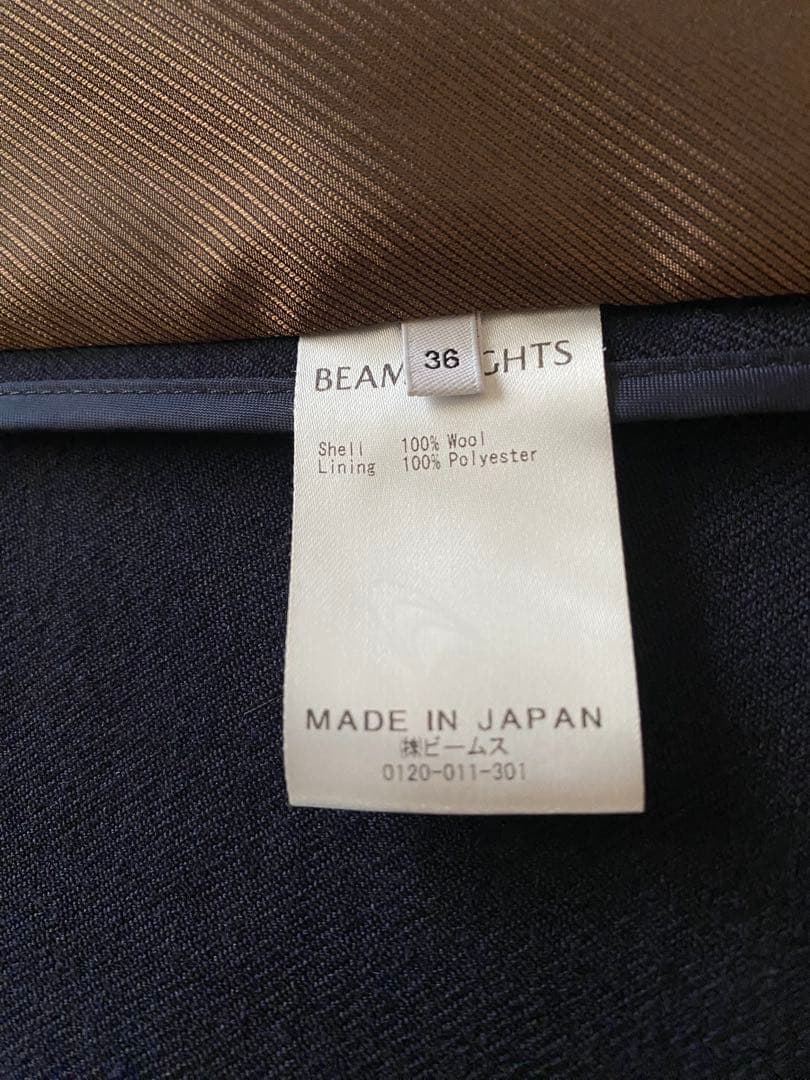 36
BEAM GHTS
Shell 100% Wool
Lining 100% Polyester
MADE IN JAPAN
㈱ビームス
0120-011-301